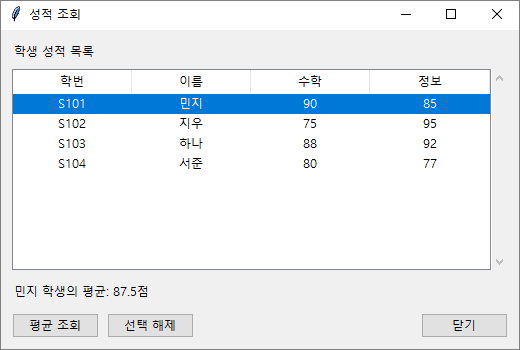 성적 조회
학생 성적 목록
학번 이름 수학 정보
S101 민지 90 85
S102 지우 75 95
S103 하나 88 92
S104 서준 80 77
민지 학생의 평균: 87.5점
평균 조회 선택 해제 닫기